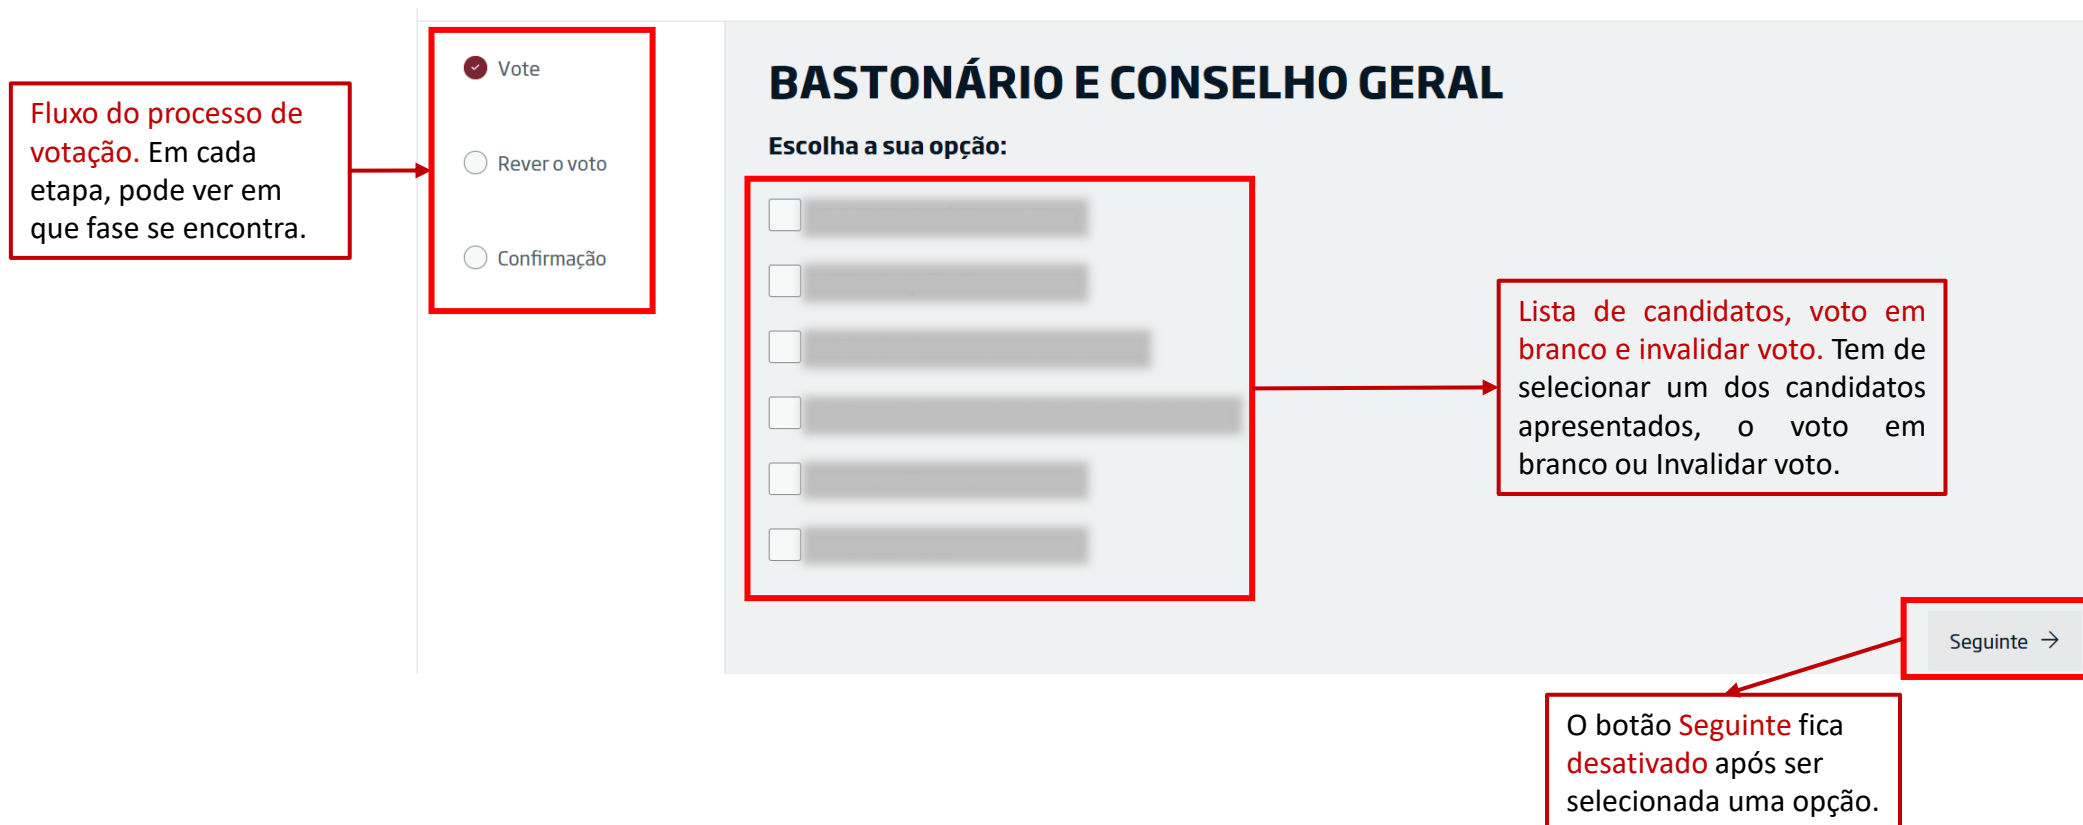 Fluxo do processo de
votação. Em cada
etapa, pode ver em
que fase se encontra.
Vote
Rever o voto
Confirmação
BASTONÁRIO E CONSELHO GERAL
Escolha a sua opção:
Lista de candidatos, voto em
branco e invalidar voto. Tem de
selecionar um dos candidatos
apresentados, o voto em
branco ou Invalidar voto.
Seguinte →
O botão Seguinte fica
desativado após ser
selecionada uma opção.